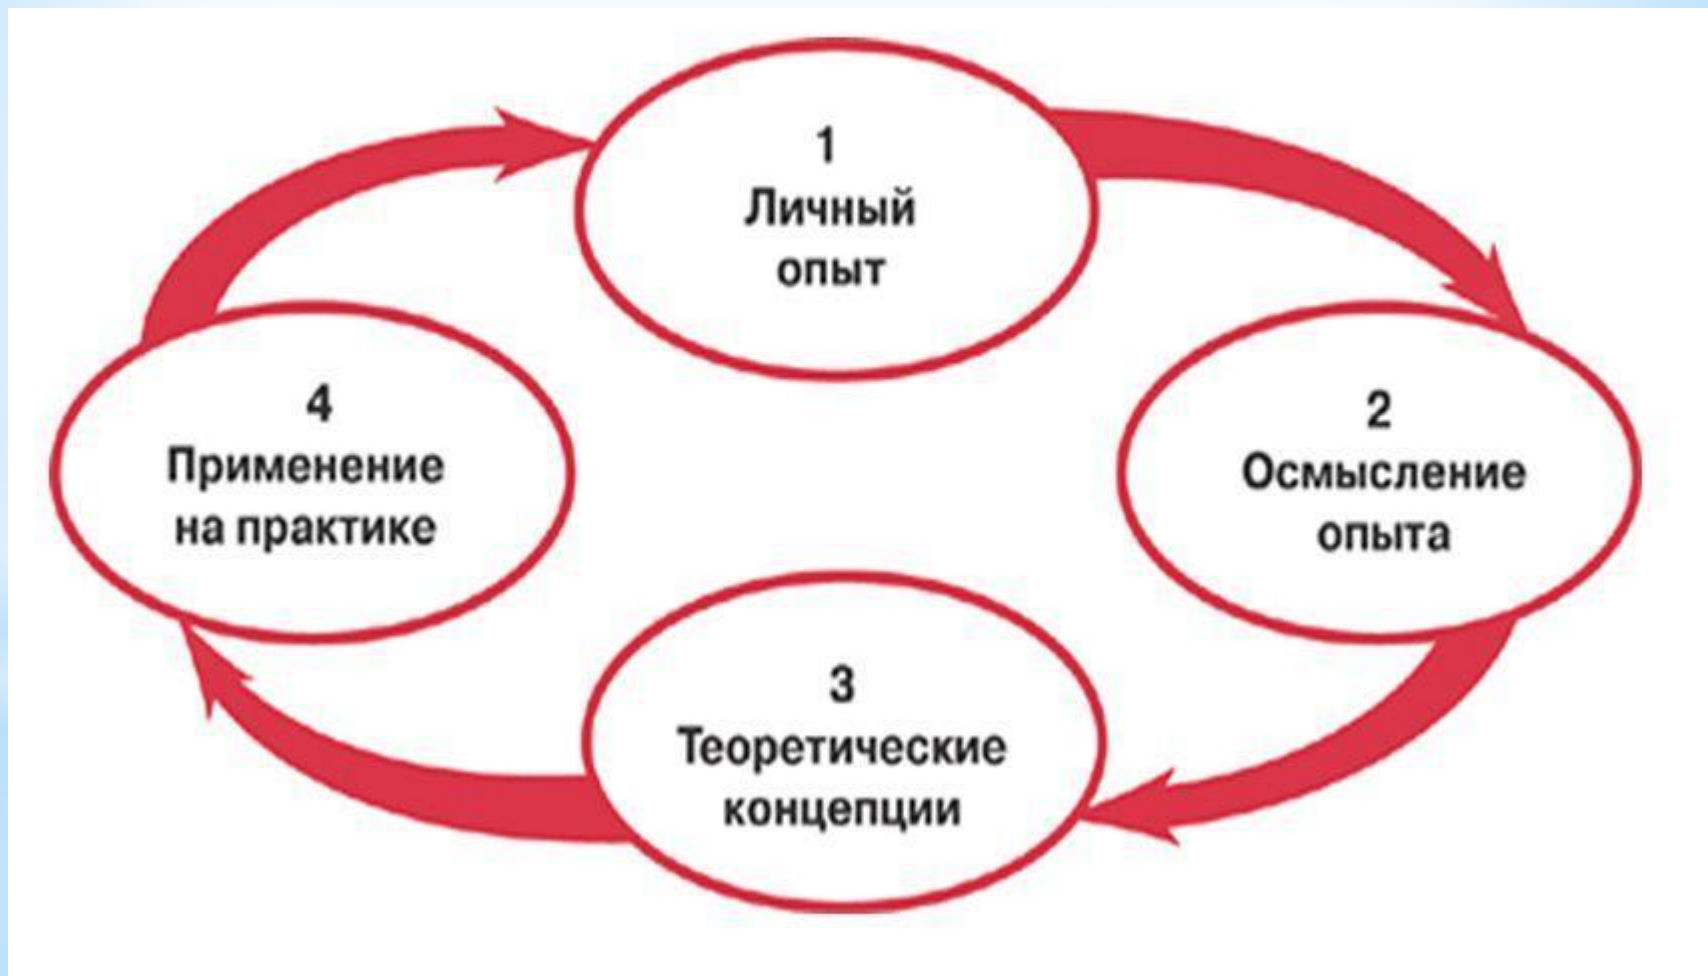 1
Личный
опыт
2
Осмысление
опыта
3
Теоретические
концепции
4
Применение
на практике